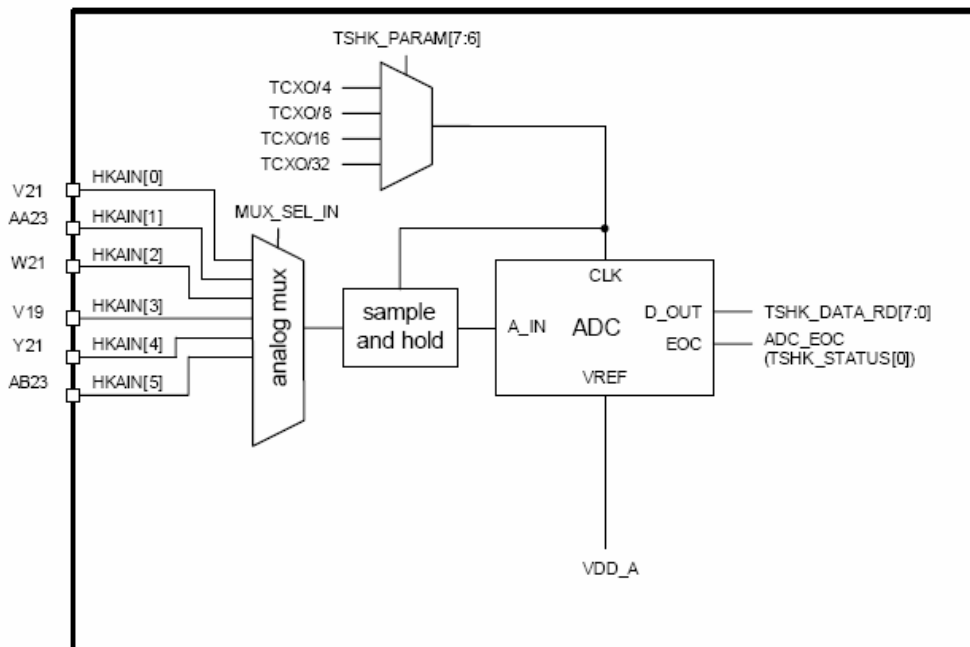 TSHK_PARAM[7:6]
TCXO/4
TCXO/8
TCXO/16
TCXO/32
V21
HKAIN[0]
AA23
HKAIN[1]
MUX_SEL_IN
W21
HKAIN[2]
V19
HKAIN[3]
Y21
HKAIN[4]
AB23
HKAIN[5]
analog mux
sample
and hold
CLK
A_IN
ADC
D_OUT
EOC
VREF
TSHK_DATA_RD[7:0]
ADC_EOC
(TSHK_STATUS[0])
VDD_A